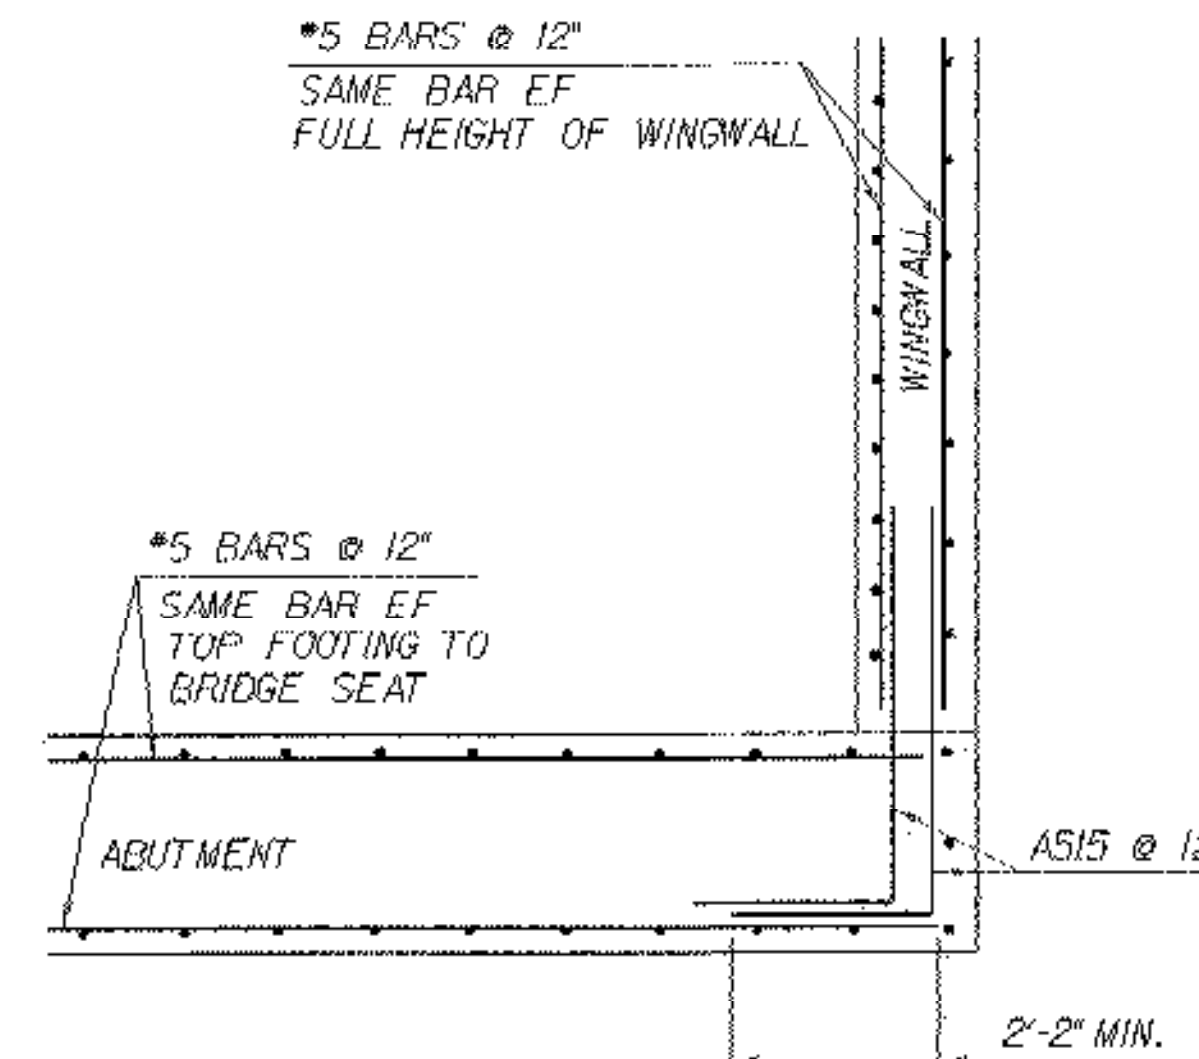 #5 BARS @ 12"
SAME BAR EF
FULL HEIGHT OF WINGWALL
WINGWALL
#5 BARS @ 12"
SAME BAR EF
TOP FOOTING TO
BRIDGE SEAT
ABUTMENT
A515 @
2'-2" MIN.